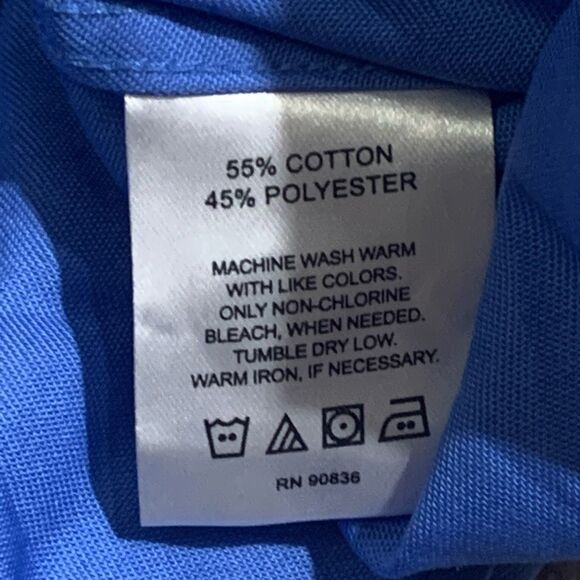 55% COTTON
45% POLYESTER
MACHINE WASH WARM
WITH LIKE COLORS.
ONLY NON-CHLORINE
BLEACH, WHEN NEEDED.
TUMBLE DRY LOW.
WARM IRON, IF NECESSARY.
RN 90836